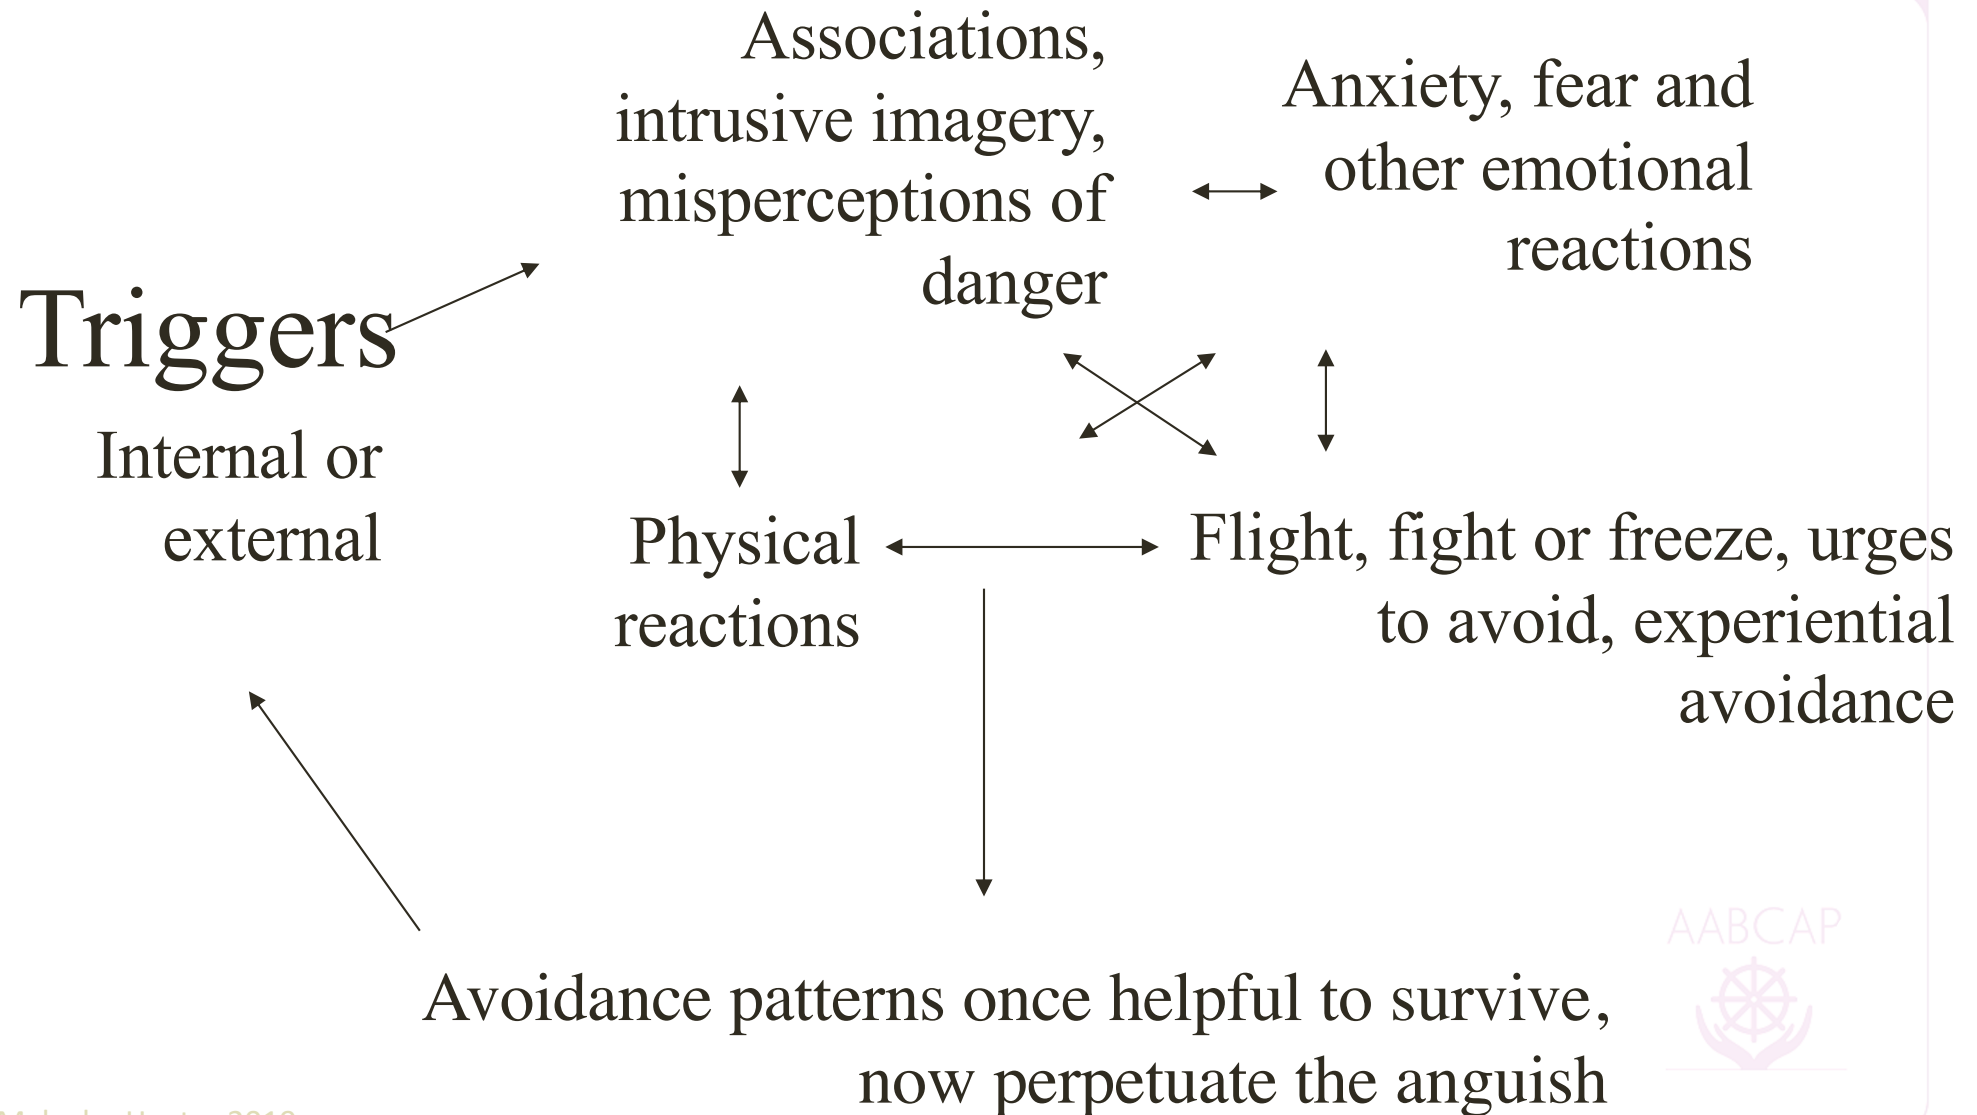 Associations,
intrusive imagery,
misperceptions of
danger
Anxiety, fear and
other emotional
reactions
Triggers
Internal or
external
Physical
reactions
Flight, fight or freeze, urges
to avoid, experiential
avoidance
Avoidance patterns once helpful to survive,
now perpetuate the anguish
AABCAP